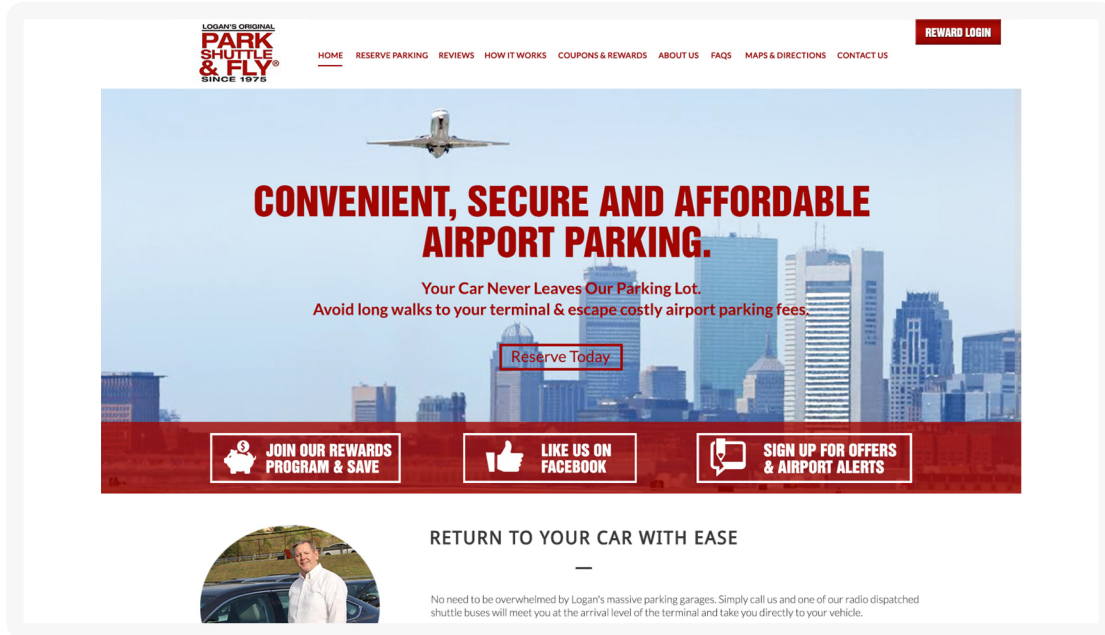 LOGAN'S ORIGINAL
PARK
SHUTTLE
& FLY®
SINCE 1975
REWARD LOGIN
HOME RESERVE PARKING REVIEWS HOW IT WORKS COUPONS & REWARDS ABOUT US FAQS MAPS & DIRECTIONS CONTACT US
CONVENIENT, SECURE AND AFFORDABLE
AIRPORT PARKING.
Your Car Never Leaves Our Parking Lot.
Avoid long walks to your terminal & escape costly airport parking fees.
Reserve Today
JOIN OUR REWARDS
PROGRAM & SAVE
LIKE US ON
FACEBOOK
SIGN UP FOR OFFERS
& AIRPORT ALERTS
RETURN TO YOUR CAR WITH EASE
No need to be overwhelmed by Logan's massive parking garages. Simply call us and one of our radio dispatched
shuttle buses will meet you at the arrival level of the terminal and take you directly to your vehicle.